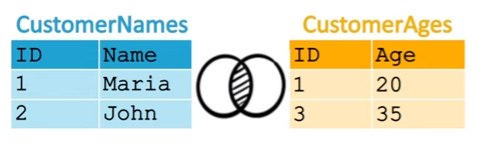 CustomerNames CustomerAges
ID Name ID Age
1 Maria 1 20
2 John 3 35